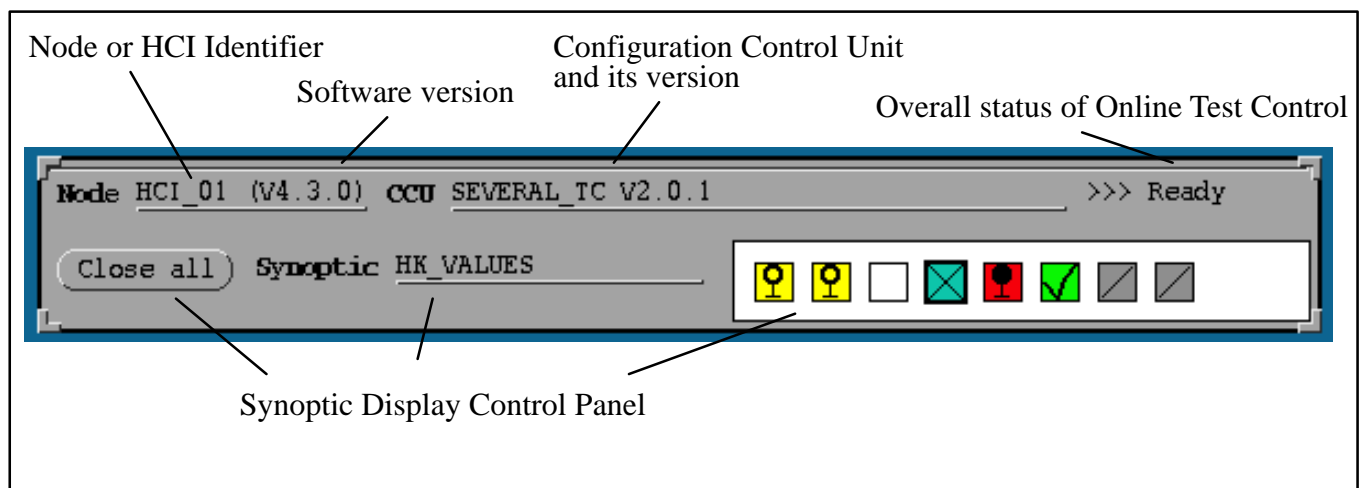 Node or HCI Identifier
Software version
Configuration Control Unit
and its version
Overall status of Online Test Control
Node HCI_01 (V4.3.0) CCU SEVERAL_TC V2.0.1 >>> Ready
Close all Synoptic HK_VALUES
Synoptic Display Control Panel